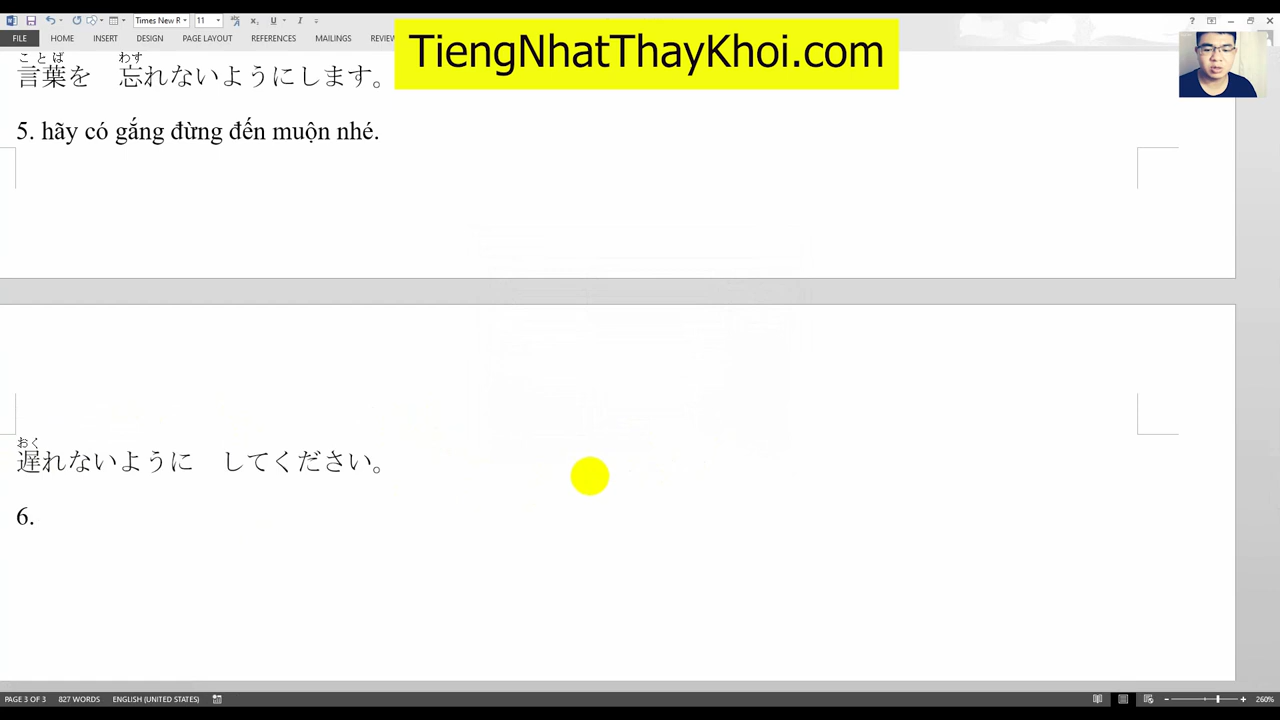 Times New R
11
FILE HOME INSERT DESIGN PAGE LAYOUT REFERENCES MAILINGS REVIEW
TiengNhatThayKhoi.com
ことば わす
言葉を 忘れないようにします。
5. hãy có gắng đừng đến muộn nhé.
おく
遅れないように してください。
6.
PAGE 3 OF 3 827 WORDS ENGLISH (UNITED STATES) 260%